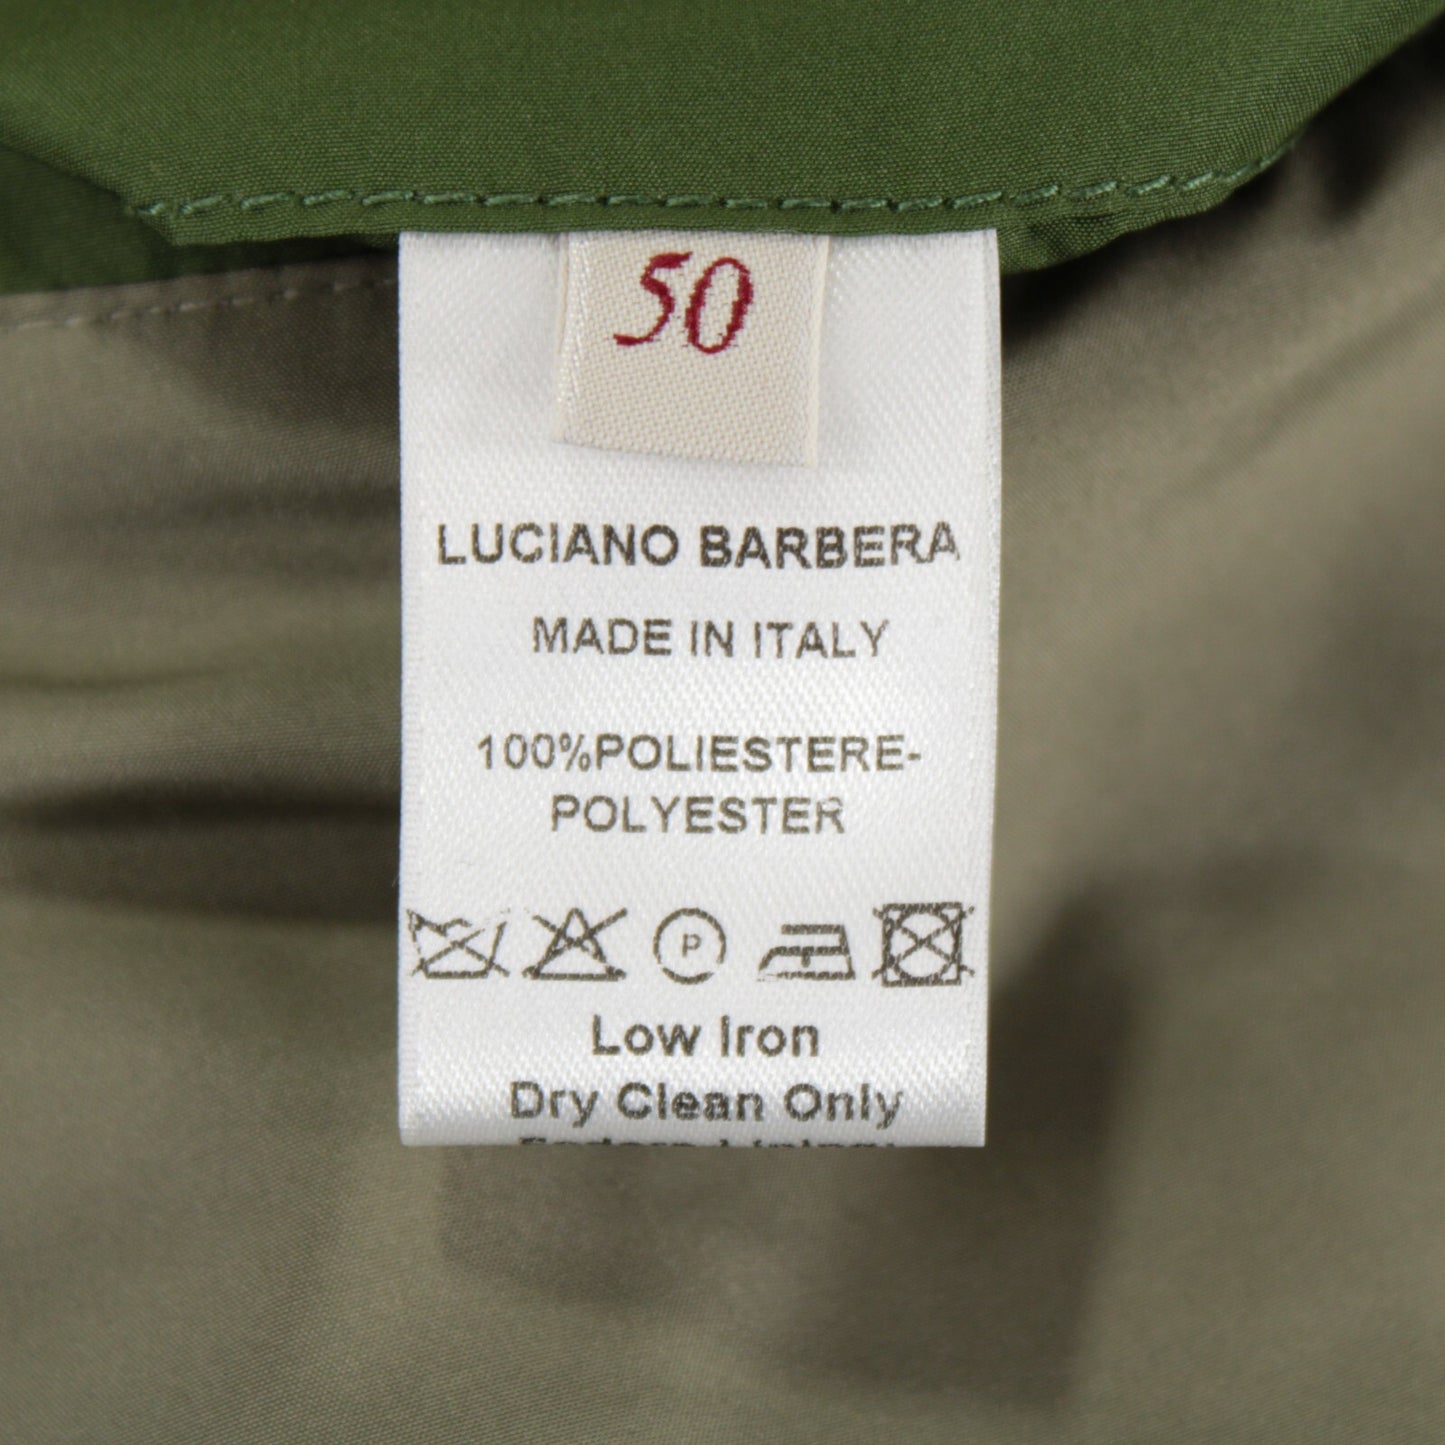 50
LUCIANO BARBERA
MADE IN ITALY
100%POLIESTERE-
POLYESTER
P
Low Iron
Dry Clean Only